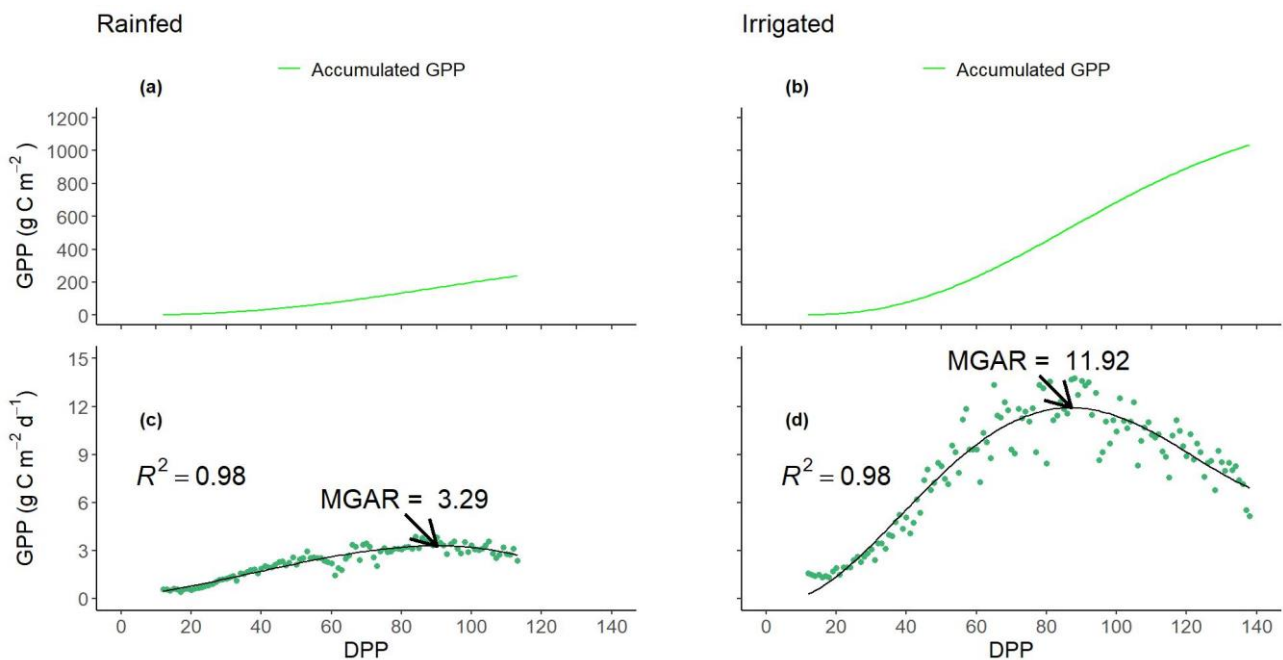 Rainfed
Irrigated
Accumulated GPP
Accumulated GPP
(a)
(b)
1200
1000
800
600
400
200
0
GPP (g C m⁻²)
15
12
9
6
3
0
GPP (g C m⁻² d⁻¹)
(c)
R² = 0.98
MGAR = 3.29
MGAR = 11.92
(d)
R² = 0.98
0 20 40 60 80 100 120 140
DPP
0 20 40 60 80 100 120 140
DPP